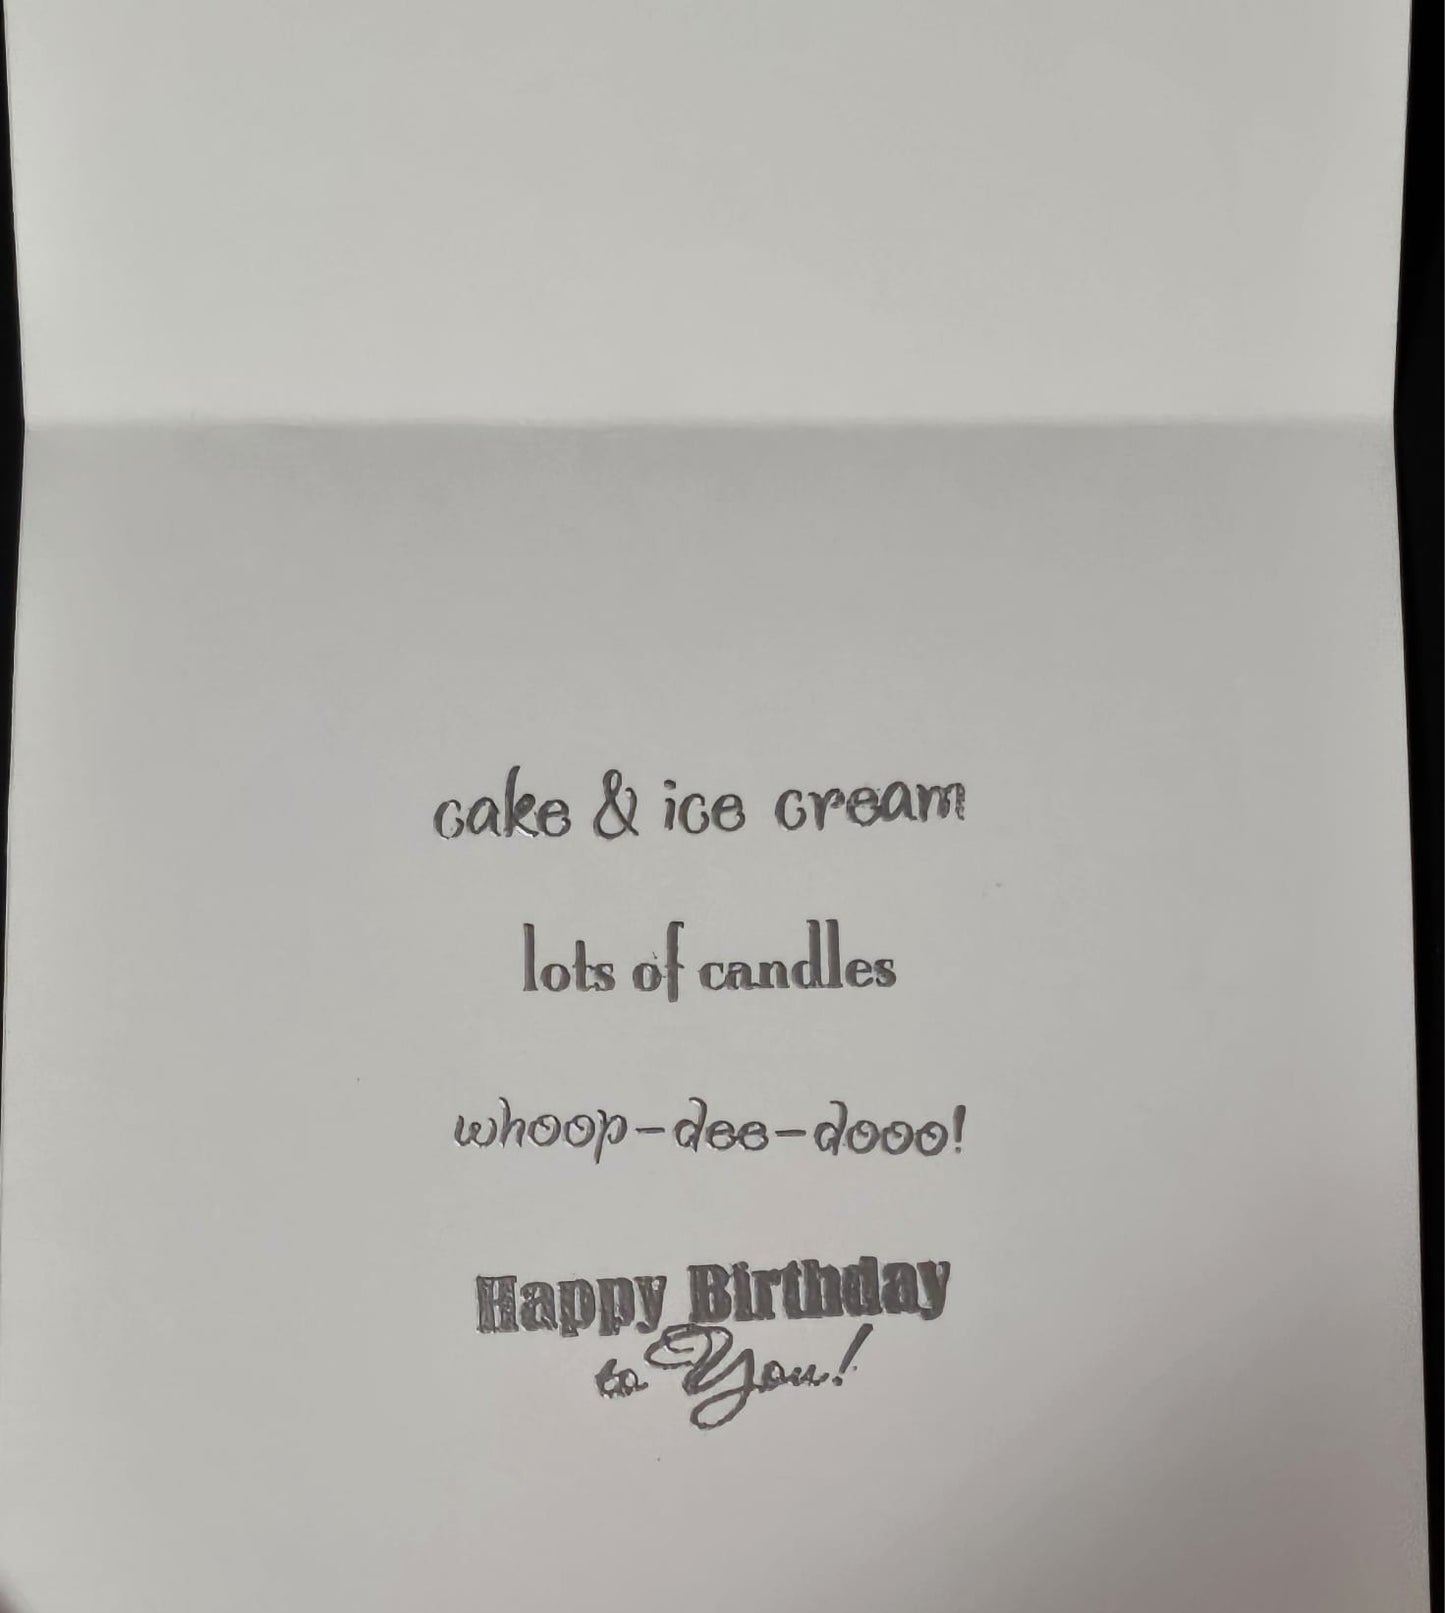 cake & ice cream
lots of candles
whoop-dee-dooo!
Happy Birthday
to You!